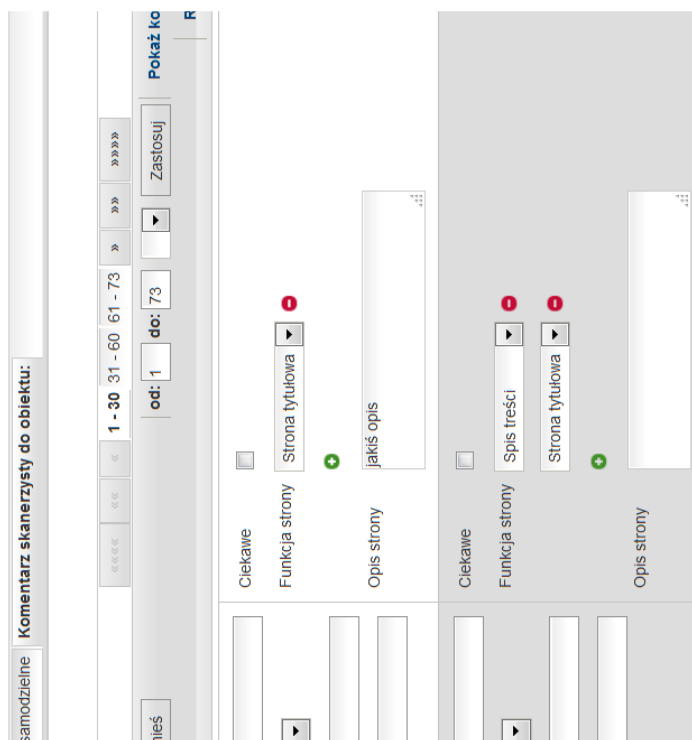 samodzielne Komentarz skanerzysty do obiektu:
«««« «« « 1 - 30 31 - 60 61 - 73 » »» »»»»
od: 1 do: 73 Zastosuj Pokaż ko
Ciekawe
Funkcja strony Strona tytułowa
Opis strony jakiś opis
Ciekawe
Funkcja strony Spis treści
Strona tytułowa
Opis strony